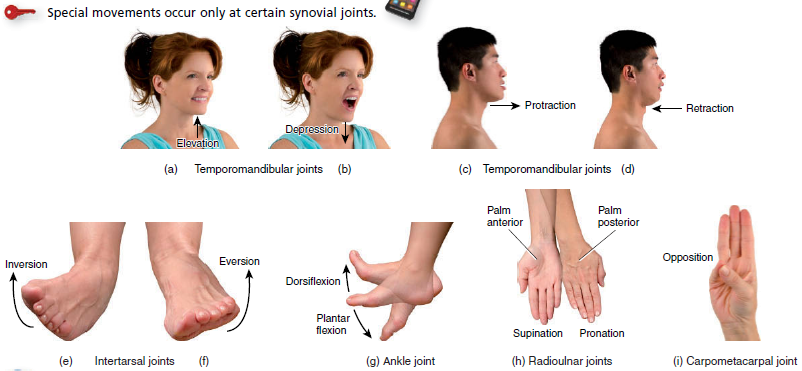 Special movements occur only at certain synovial joints.
Elevation
Depression
Protraction
Retraction
(a) Temporomandibular joints (b)
(c) Temporomandibular joints (d)
Inversion
Eversion
Dorsiflexion
Plantar
flexion
Palm
anterior
Palm
posterior
Supination Pronation
Opposition
(e) Intertarsal joints (f)
(g) Ankle joint
(h) Radioulnar joints
(i) Carpometacarpal joint